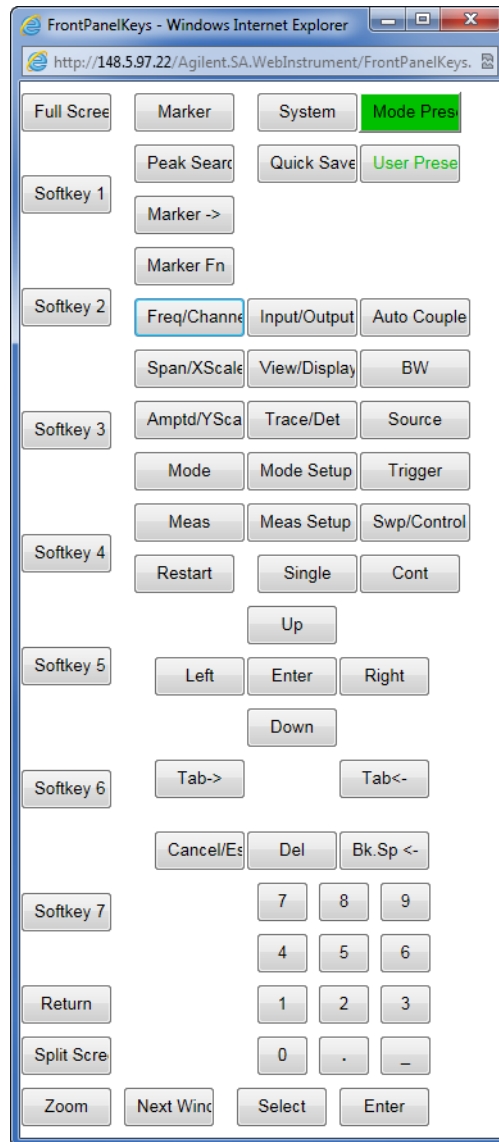 FrontPanelKeys - Windows Internet Explorer
http://148.5.97.22/Agilent.SA.WebInstrument/FrontPanelKeys.
Full Scree Marker System Mode Pres
Peak Searc Quick Save User Prese
Softkey 1
Marker ->
Marker Fn
Softkey 2
Freq/Channe Input/Output Auto Couple
Span/XScale View/Display BW
Softkey 3 Amptd/YSca Trace/Det Source
Mode Mode Setup Trigger
Meas Meas Setup Swp/Control
Softkey 4
Restart Single Cont
Up
Softkey 5 Left Enter Right
Down
Softkey 6 Tab-> Tab<-
Cancel/Es Del Bk.Sp <-
7 8 9
Softkey 7
4 5 6
Return 1 2 3
Split Scre 0 . _
Zoom Next Winc Select Enter